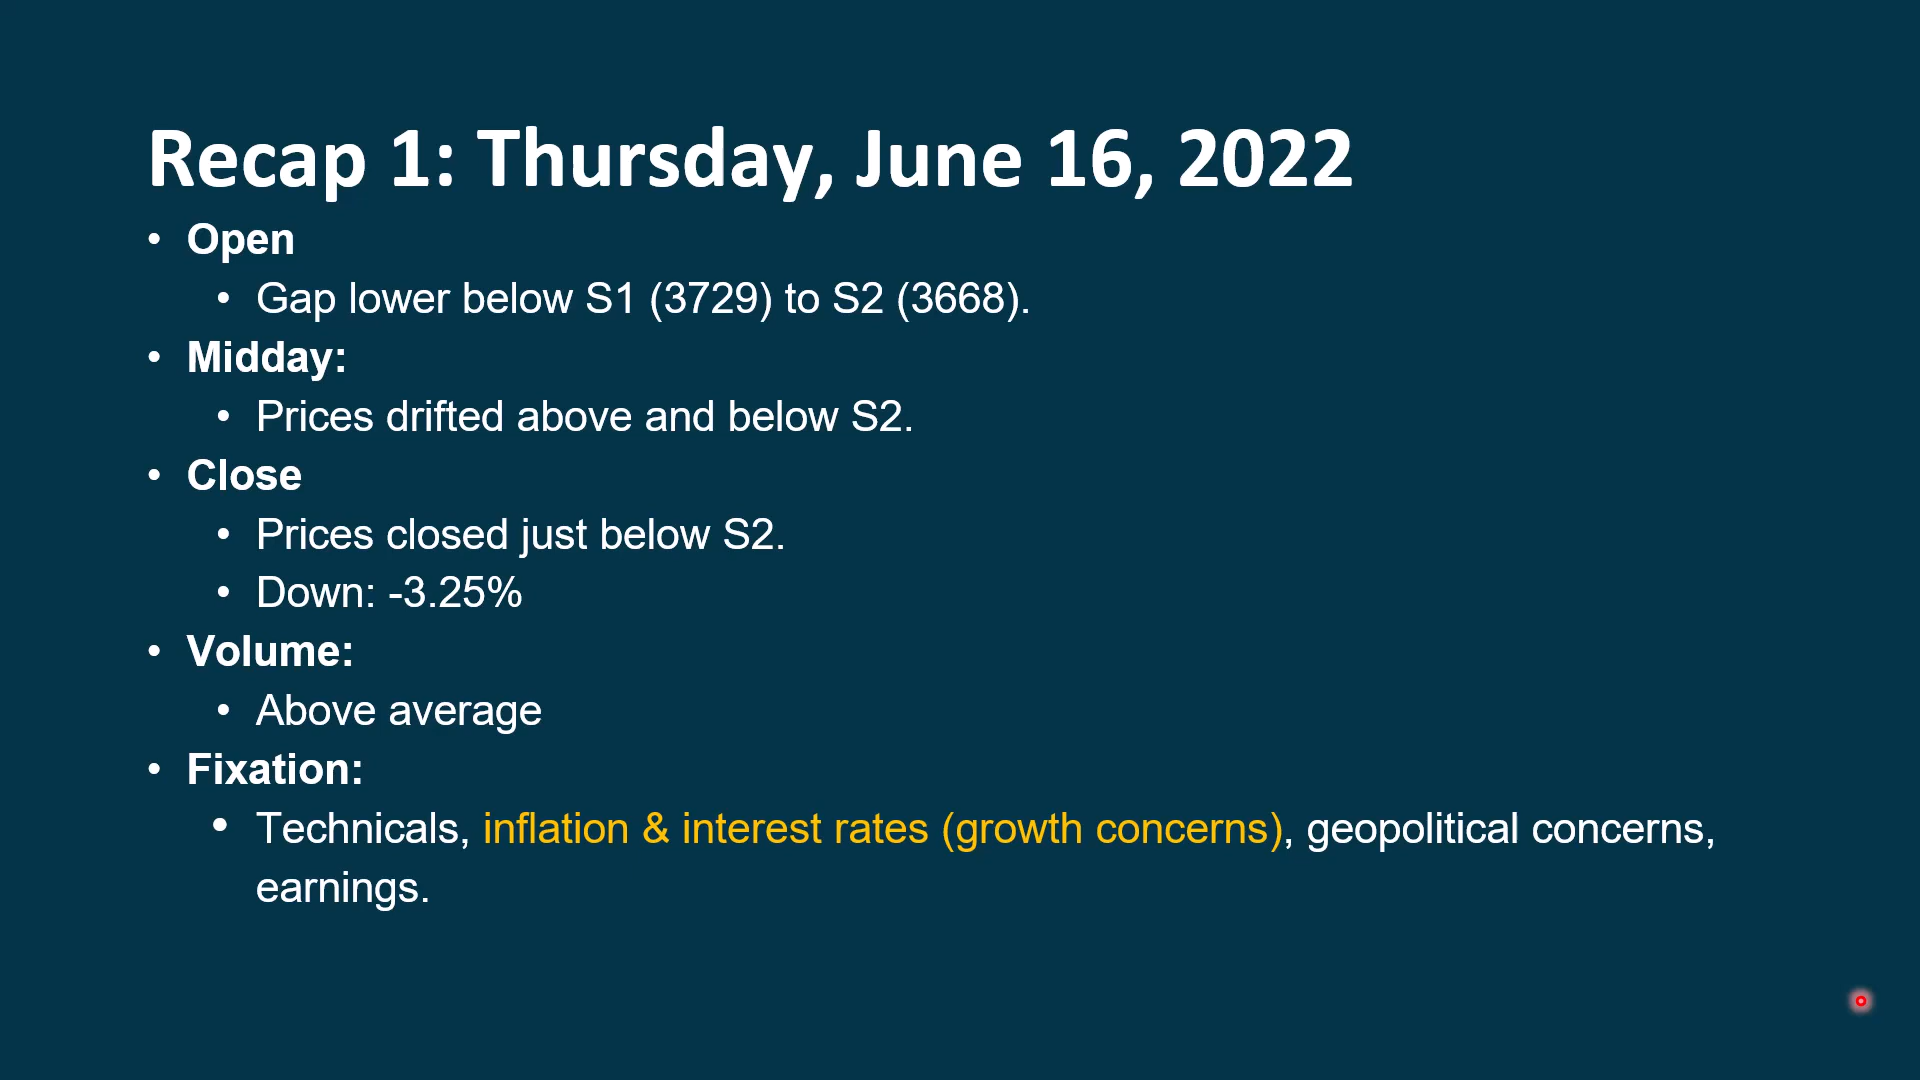 Recap 1: Thursday, June 16, 2022
• Open
• Gap lower below S1 (3729) to S2 (3668).
• Midday:
• Prices drifted above and below S2.
• Close
• Prices closed just below S2.
• Down: -3.25%
• Volume:
• Above average
• Fixation:
• Technicals, inflation & interest rates (growth concerns), geopolitical concerns,
earnings.